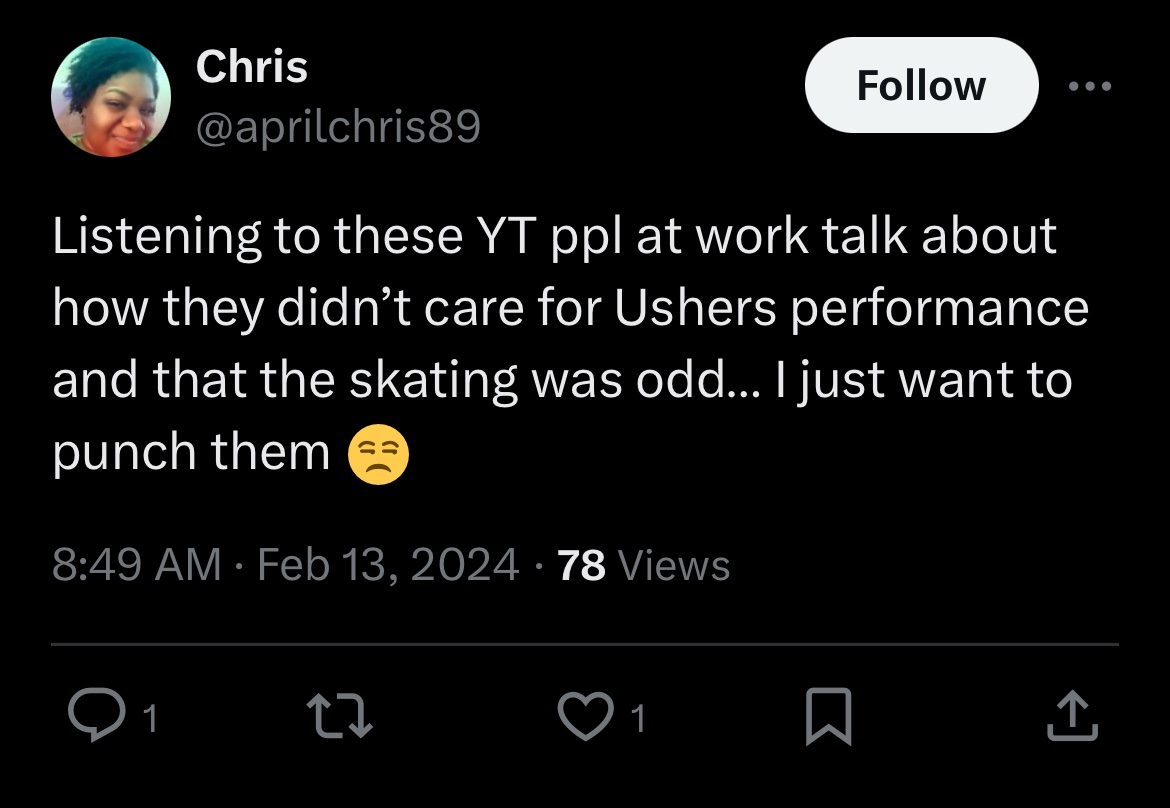 Chris
@aprilchris89
Follow
Listening to these YT ppl at work talk about
how they didn’t care for Ushers performance
and that the skating was odd... I just want to
punch them 😒
8:49 AM · Feb 13, 2024 · 78 Views
1
1